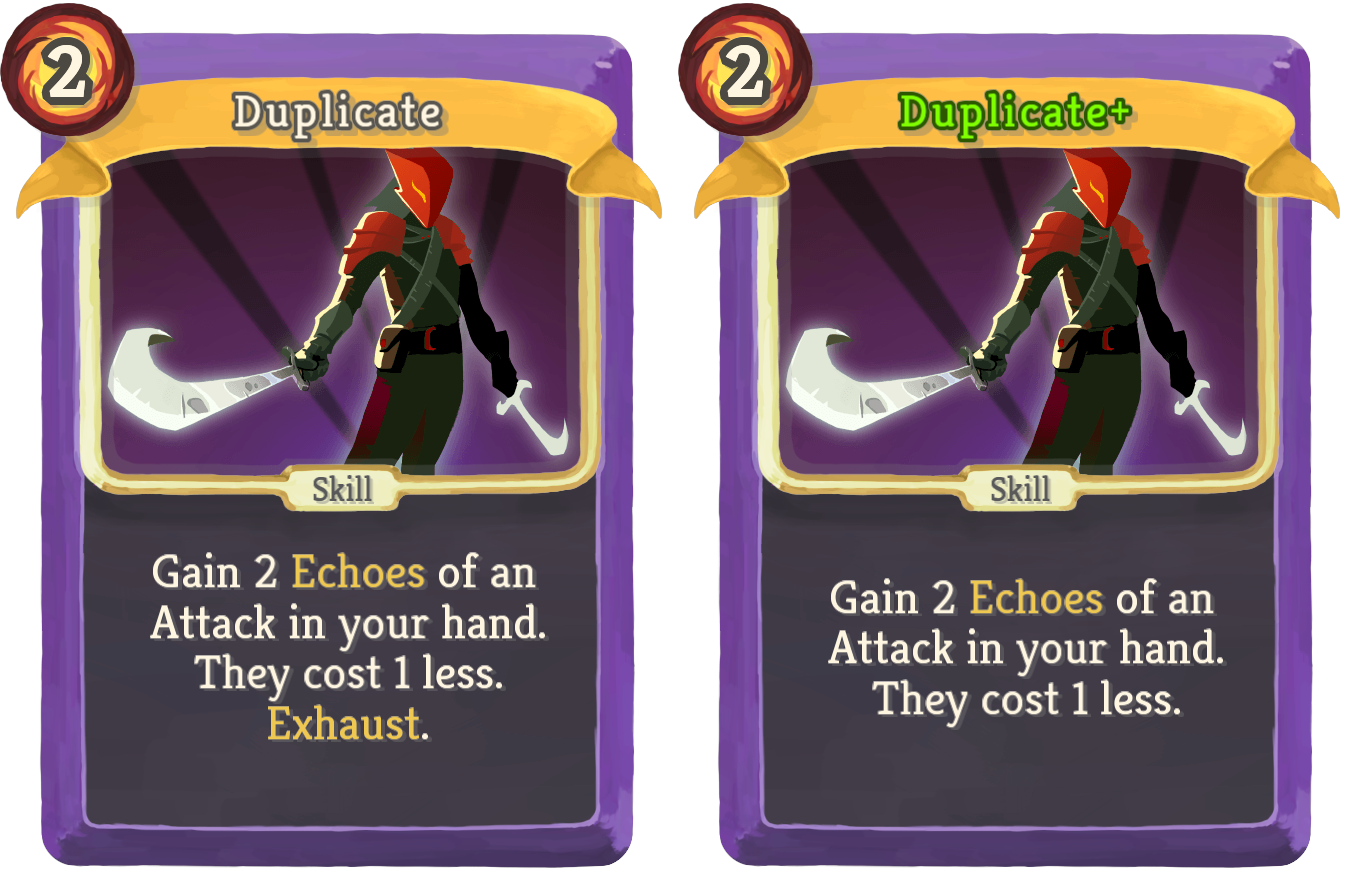 2
Duplicate
Skill
Gain 2 Echoes of an
Attack in your hand.
They cost 1 less.
Exhaust.
2
Duplicate+
Skill
Gain 2 Echoes of an
Attack in your hand.
They cost 1 less.